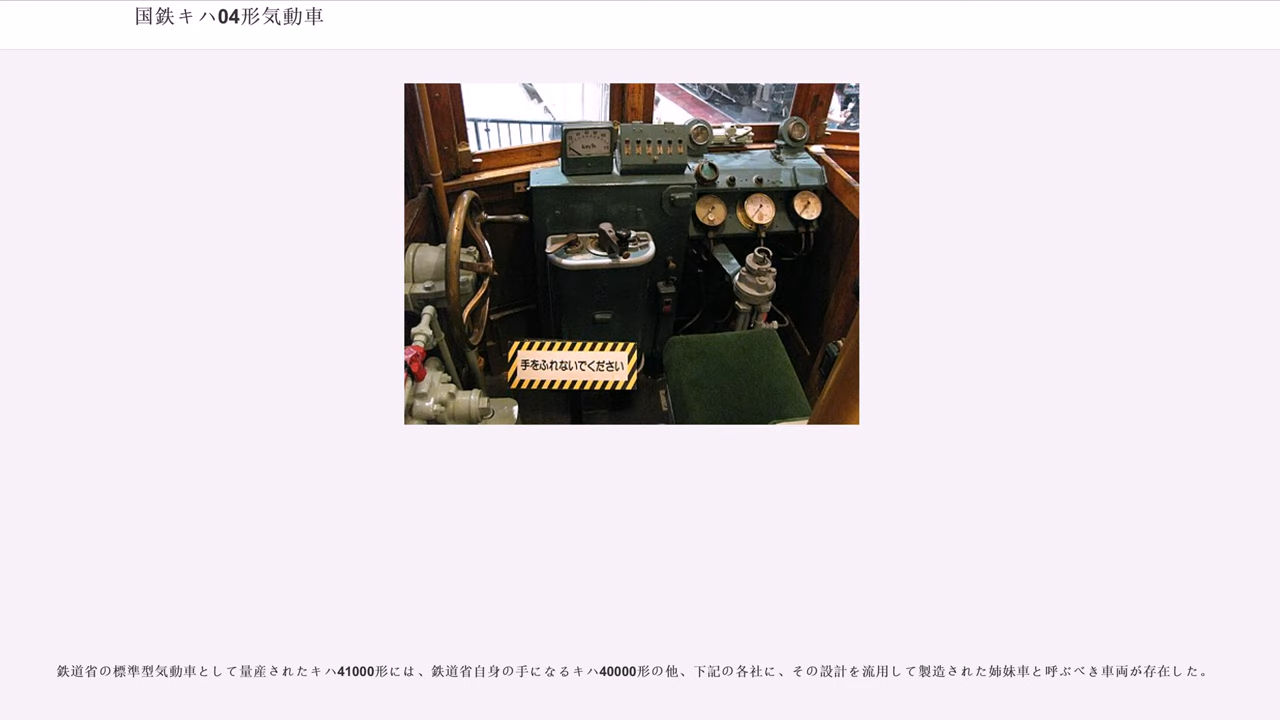 国鉄キハ04形気動車
km/h
手をふれないでください
鉄道省の標準型気動車として量産されたキハ41000形には、鉄道省自身の手になるキハ40000形の他、下記の各社に、その設計を流用して製造された姉妹車と呼ぶべき車両が存在した。